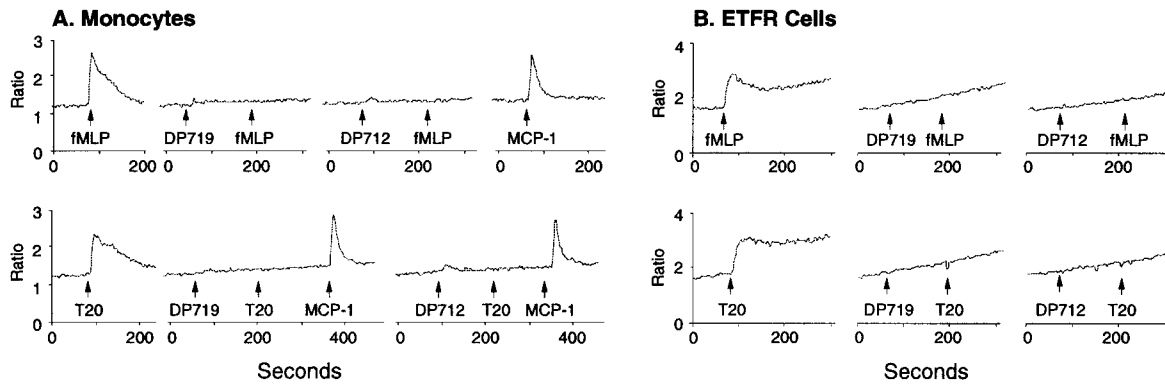 A. Monocytes
B. ETFR Cells
Ratio
3
2
1
0
fMLP
DP719
fMLP
DP712
fMLP
MCP-1
0
200
0
200
0
200
0
200
Ratio
4
2
0
fMLP
DP719
fMLP
DP712
fMLP
0
200
0
200
0
200
Ratio
3
2
1
0
T20
DP719
T20
MCP-1
DP712
T20
MCP-1
0
200
0
200
400
0
200
400
Seconds
Ratio
4
2
0
T20
DP719
T20
DP712
T20
0
200
0
200
0
200
Seconds